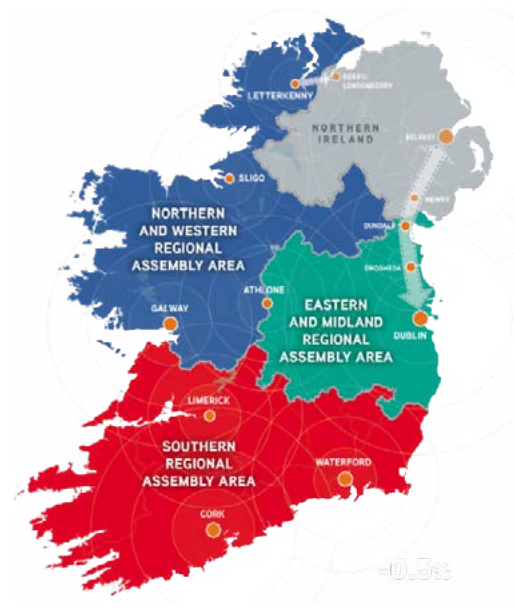 DERRY/
LONDONDERRY
LETTERKENNY
NORTHERN
IRELAND
BELFAST
SLIGO
NEWRY
NORTHERN
AND WESTERN
REGIONAL
ASSEMBLY AREA
DUNDALK
DROGHEDA
ATHLONE
GALWAY
EASTERN
AND MIDLAND
REGIONAL
ASSEMBLY AREA
DUBLIN
LIMERICK
SOUTHERN
REGIONAL
ASSEMBLY AREA
WATERFORD
CORK